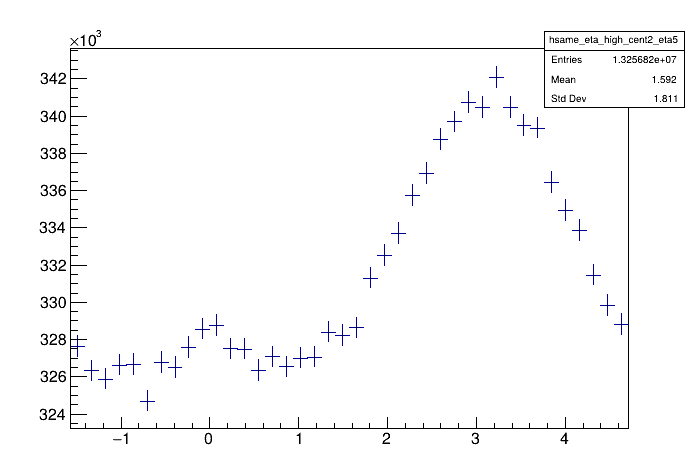 ×10³
hsame_eta_high_cent2_eta5
Entries 1.325682e+07
Mean 1.592
Std Dev 1.811
342
340
338
336
334
332
330
328
326
324
−1 0 1 2 3 4